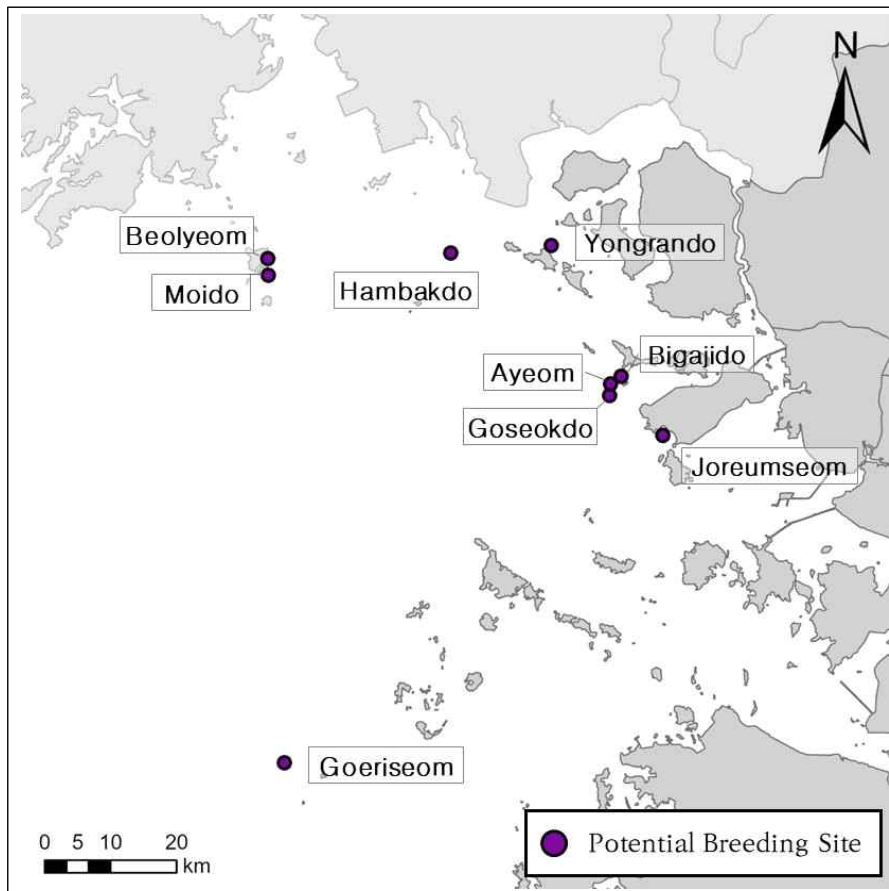 N
Beolyeom
Yongrando
Moido
Hambakdo
Bigajido
Ayeom
Goseokdo
Joreumseom
Goeriseom
0 5 10 20
km
Potential Breeding Site